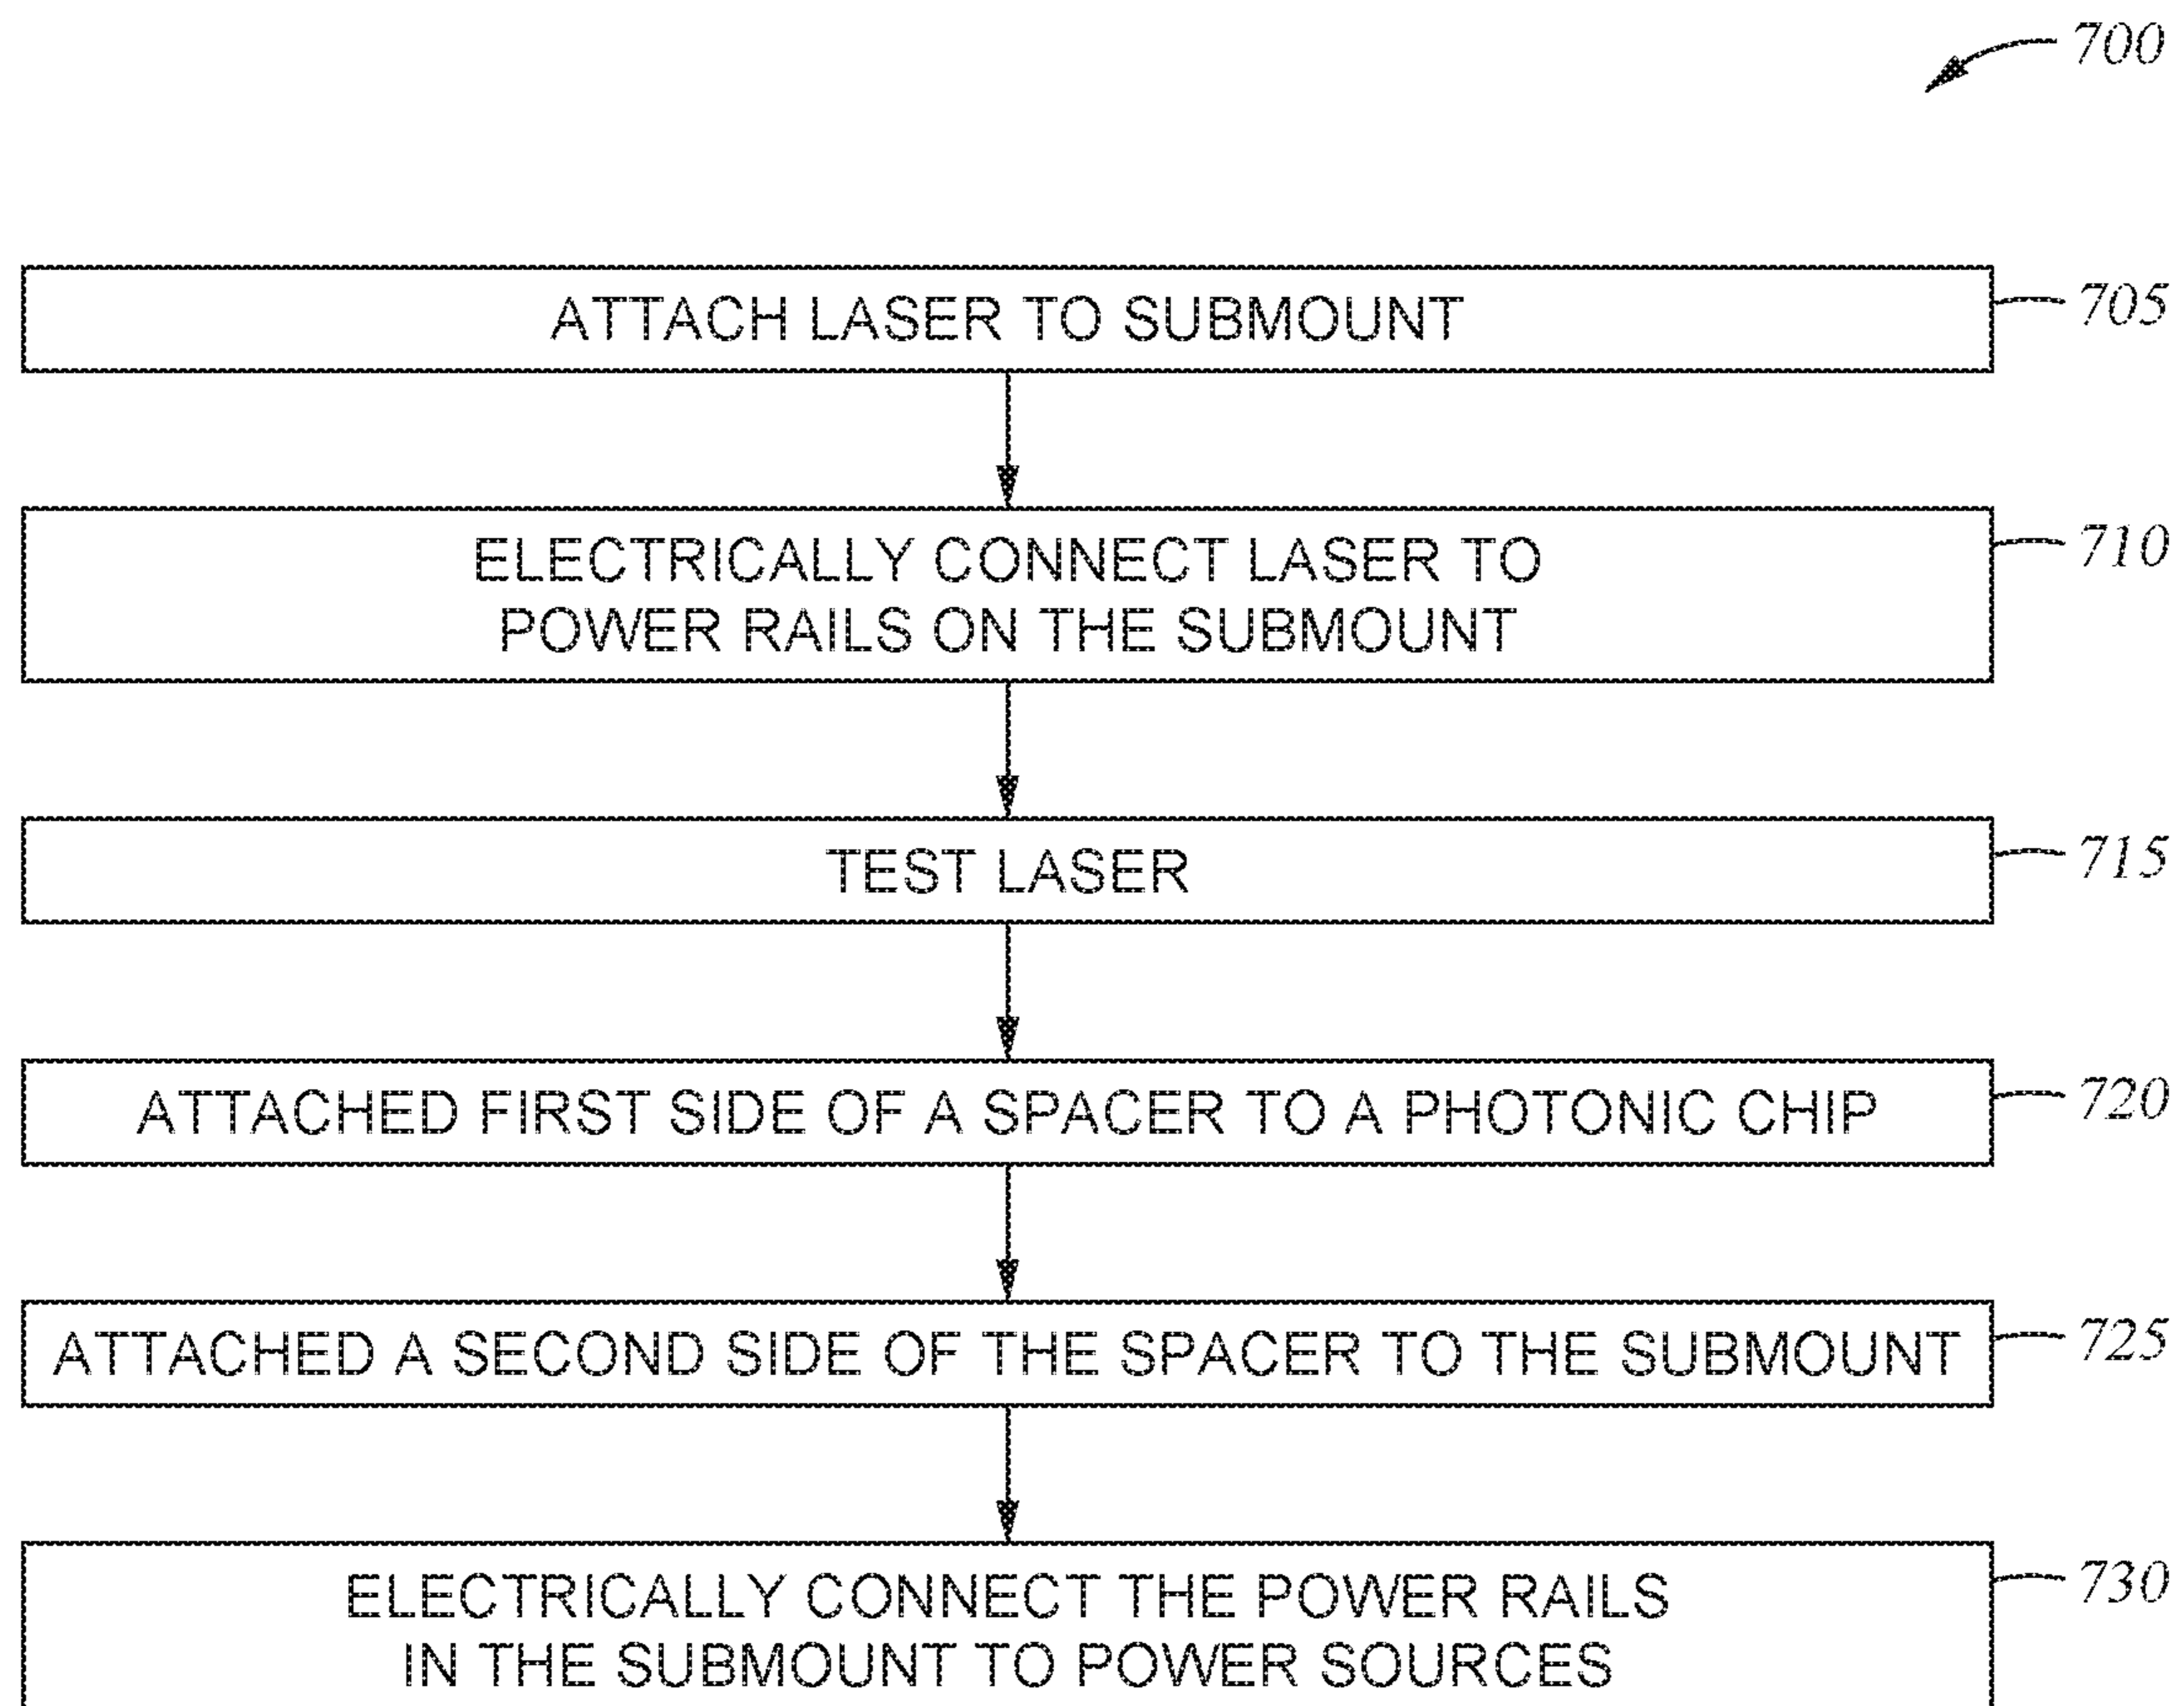 700
ATTACH LASER TO SUBMOUNT
705
ELECTRICALLY CONNECT LASER TO
POWER RAILS ON THE SUBMOUNT
710
TEST LASER
715
ATTACHED FIRST SIDE OF A SPACER TO A PHOTONIC CHIP
720
ATTACHED A SECOND SIDE OF THE SPACER TO THE SUBMOUNT
725
ELECTRICALLY CONNECT THE POWER RAILS
IN THE SUBMOUNT TO POWER SOURCES
730